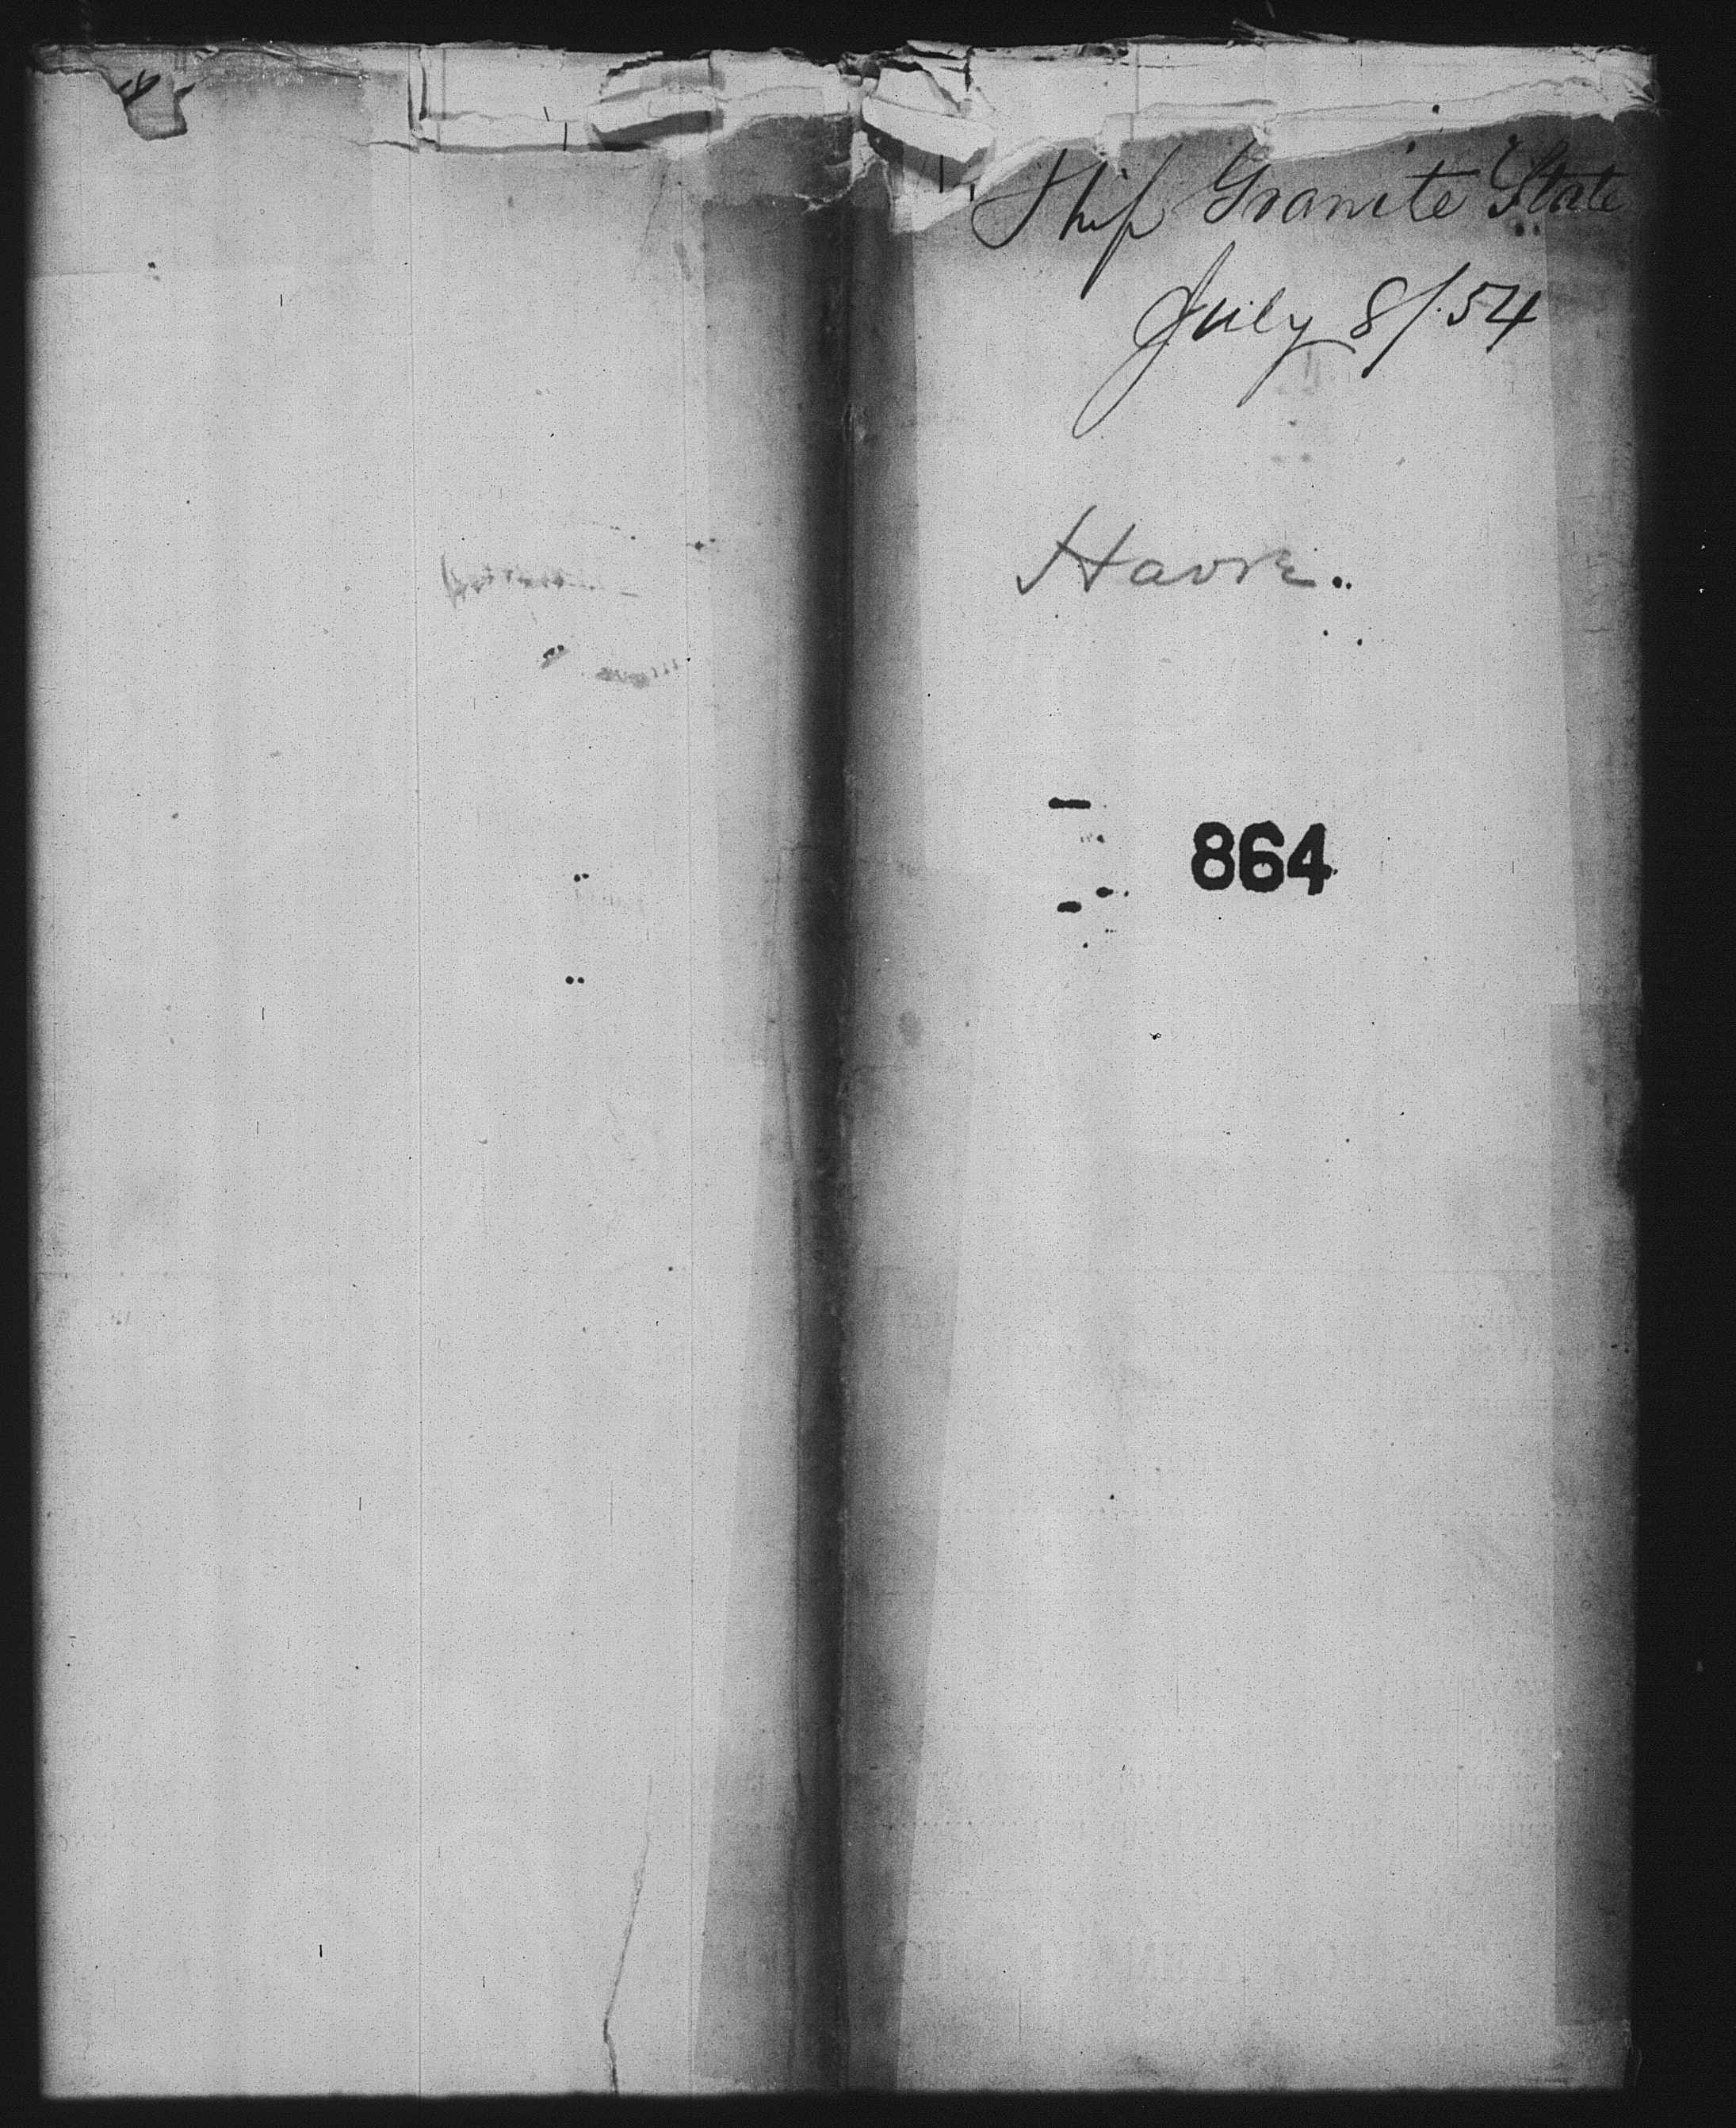 Ship Granite State
July 8/54
Havre.
864